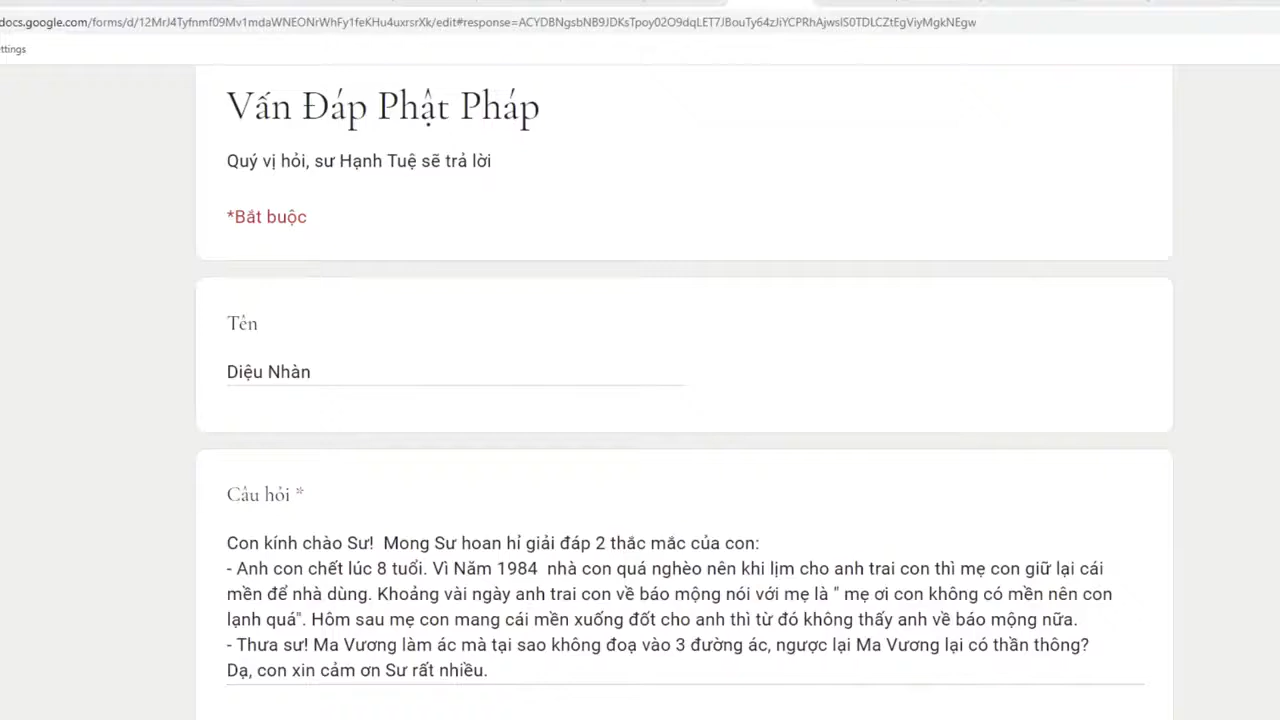 docs.google.com/forms/d/12MrJ4Tyfnmf09Mv1mdaWNEONrWhFy1feKHu4uxrsrXk/edit#response=ACYDBNgsbNB9JDKsTpoy02O9dqLET7JBouTy64zJiYCPRhAjwslS0TDLCZtEgViyMgkNEgw
ttings
Vấn Đáp Phật Pháp
Quý vị hỏi, sư Hạnh Tuệ sẽ trả lời
*Bắt buộc
Tên
Diệu Nhàn
Câu hỏi *
Con kính chào Sư!  Mong Sư hoan hỉ giải đáp 2 thắc mắc của con:
- Anh con chết lúc 8 tuổi. Vì Năm 1984  nhà con quá nghèo nên khi lịm cho anh trai con thì mẹ con giữ lại cái
mền để nhà dùng. Khoảng vài ngày anh trai con về báo mộng nói với mẹ là " mẹ ơi con không có mền nên con
lạnh quá". Hôm sau mẹ con mang cái mền xuống đốt cho anh thì từ đó không thấy anh về báo mộng nữa.
- Thưa sư! Ma Vương làm ác mà tại sao không đoạ vào 3 đường ác, ngược lại Ma Vương lại có thần thông?
Dạ, con xin cảm ơn Sư rất nhiều.